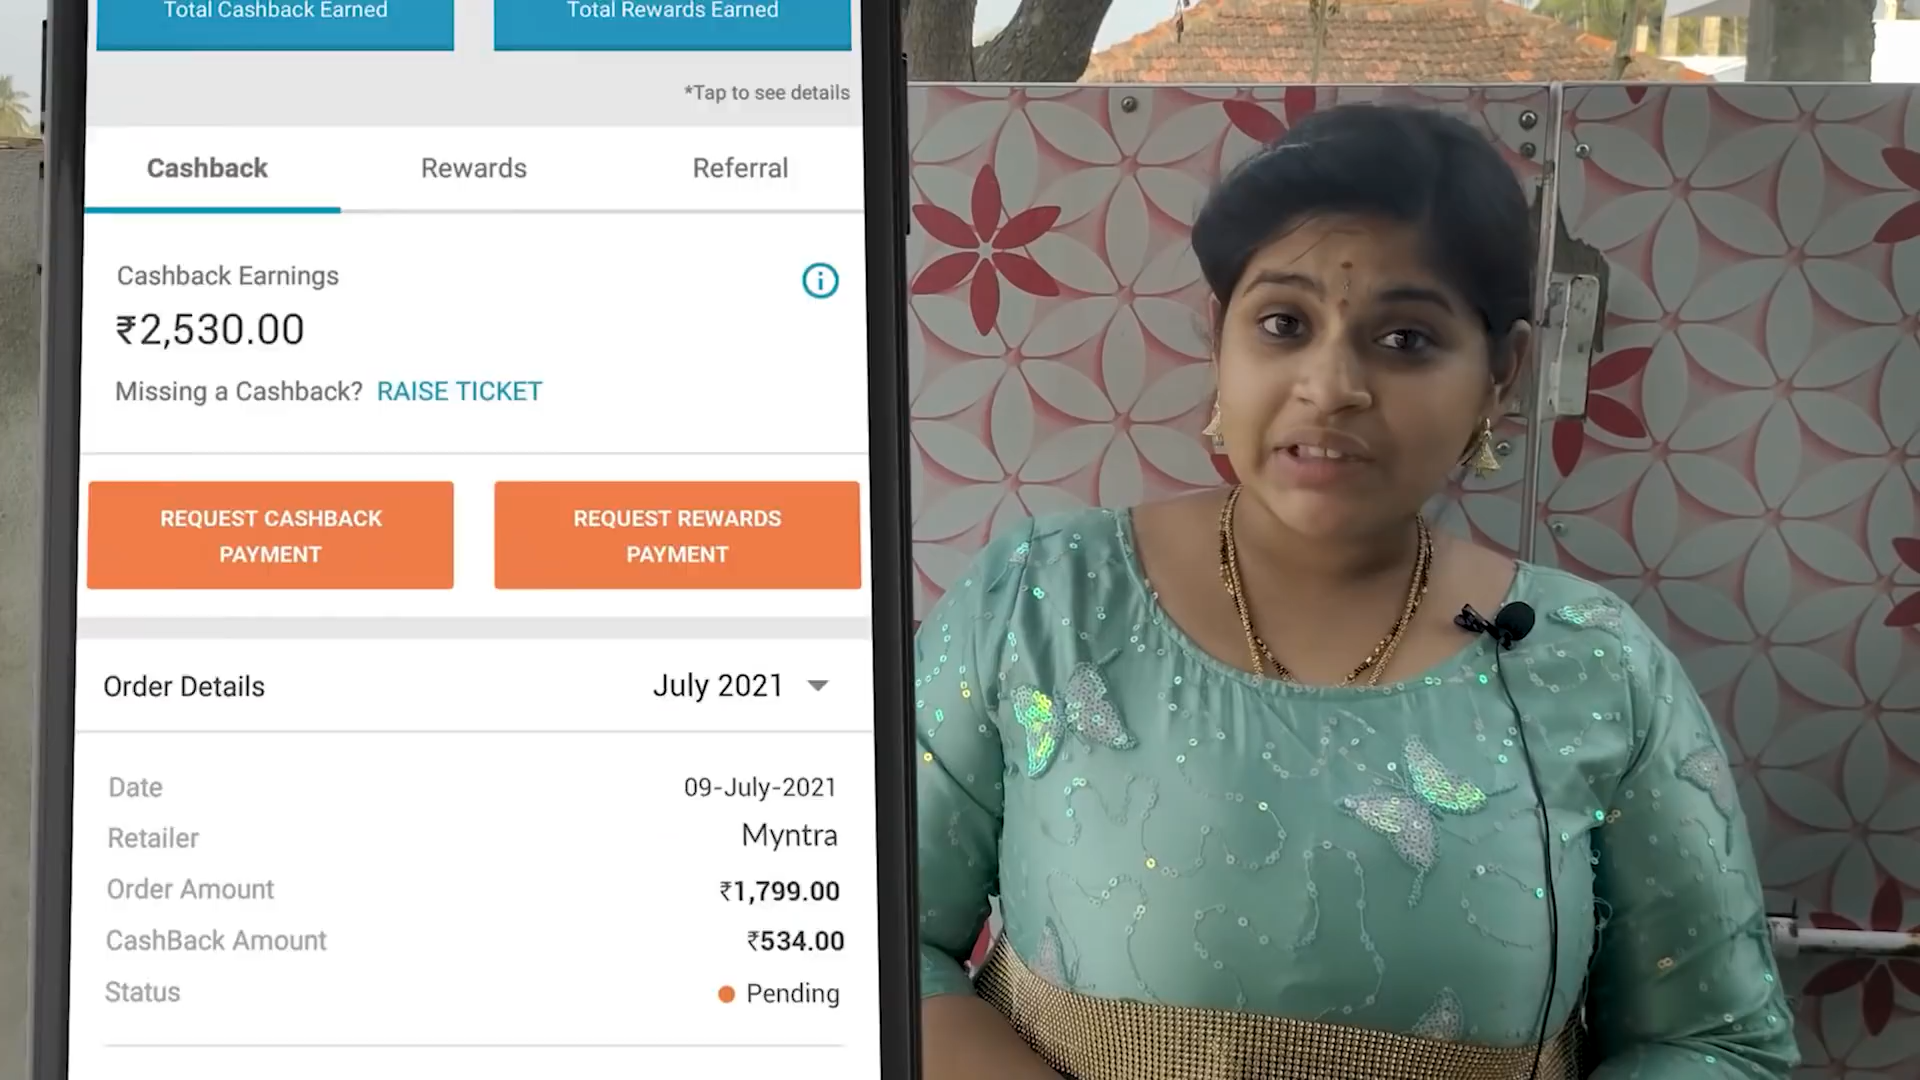 Total Cashback Earned
Total Rewards Earned
*Tap to see details
Cashback
Rewards
Referral
Cashback Earnings
₹2,530.00
Missing a Cashback? RAISE TICKET
REQUEST CASHBACK
PAYMENT
REQUEST REWARDS
PAYMENT
Order Details
July 2021
Date
09-July-2021
Retailer
Myntra
Order Amount
₹1,799.00
CashBack Amount
₹534.00
Status
Pending